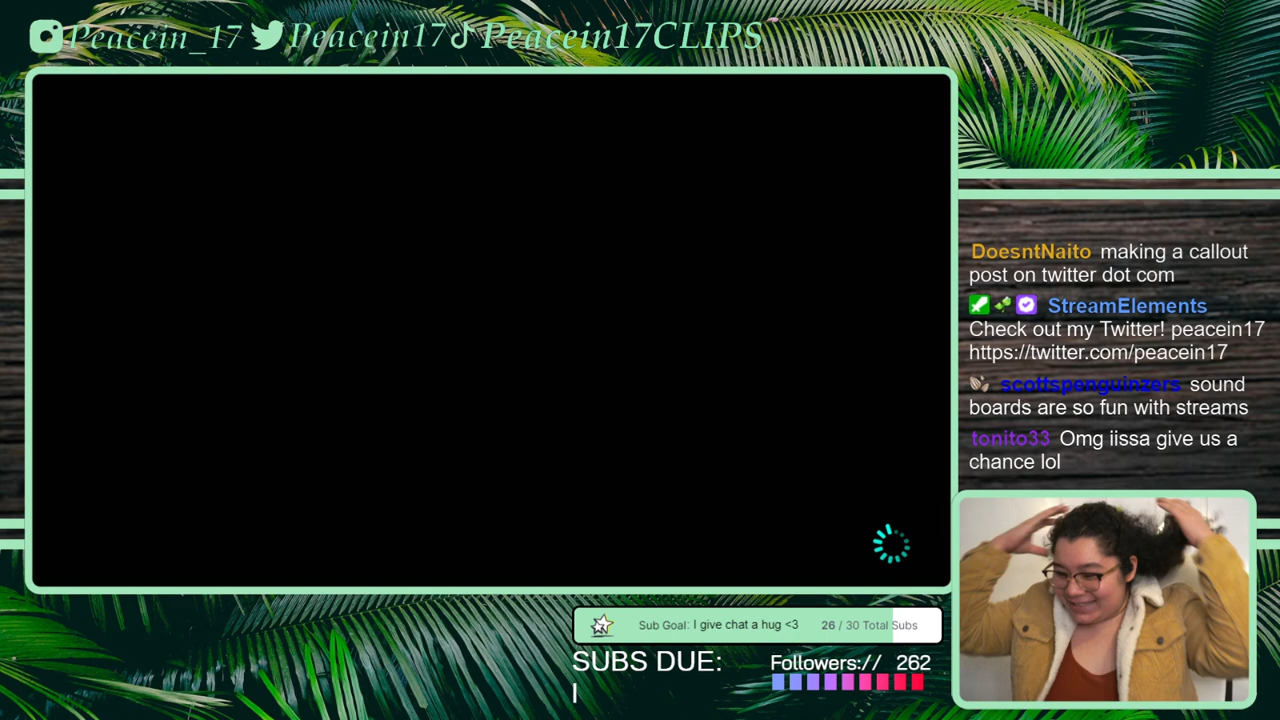 Peacein_17 Peacein17 Peacein17CLIPS
DoesntNaito making a callout
post on twitter dot com
StreamElements
Check out my Twitter! peacein17
https://twitter.com/peacein17
scottspenguinzers sound
boards are so fun with streams
tonito33 Omg iissa give us a
chance lol
Sub Goal: I give chat a hug <3 26 / 30 Total Subs
SUBS DUE:
I
Followers:// 262